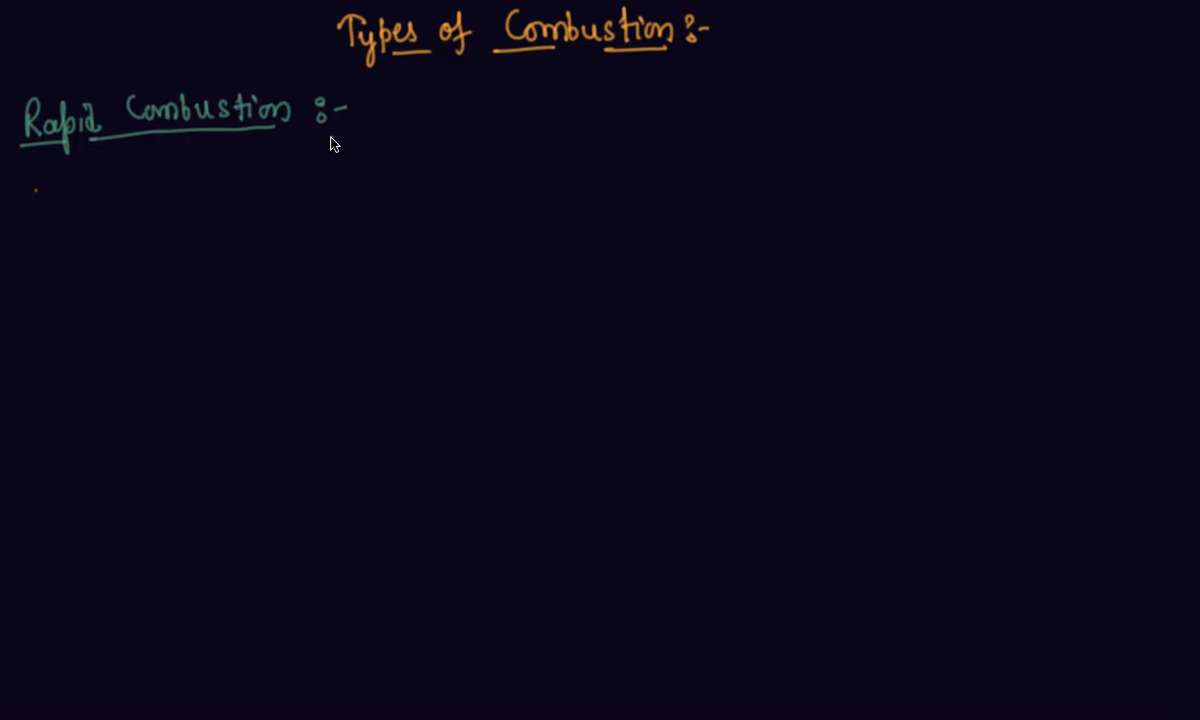 Types of Combustion :-
Rapid Combustion :-